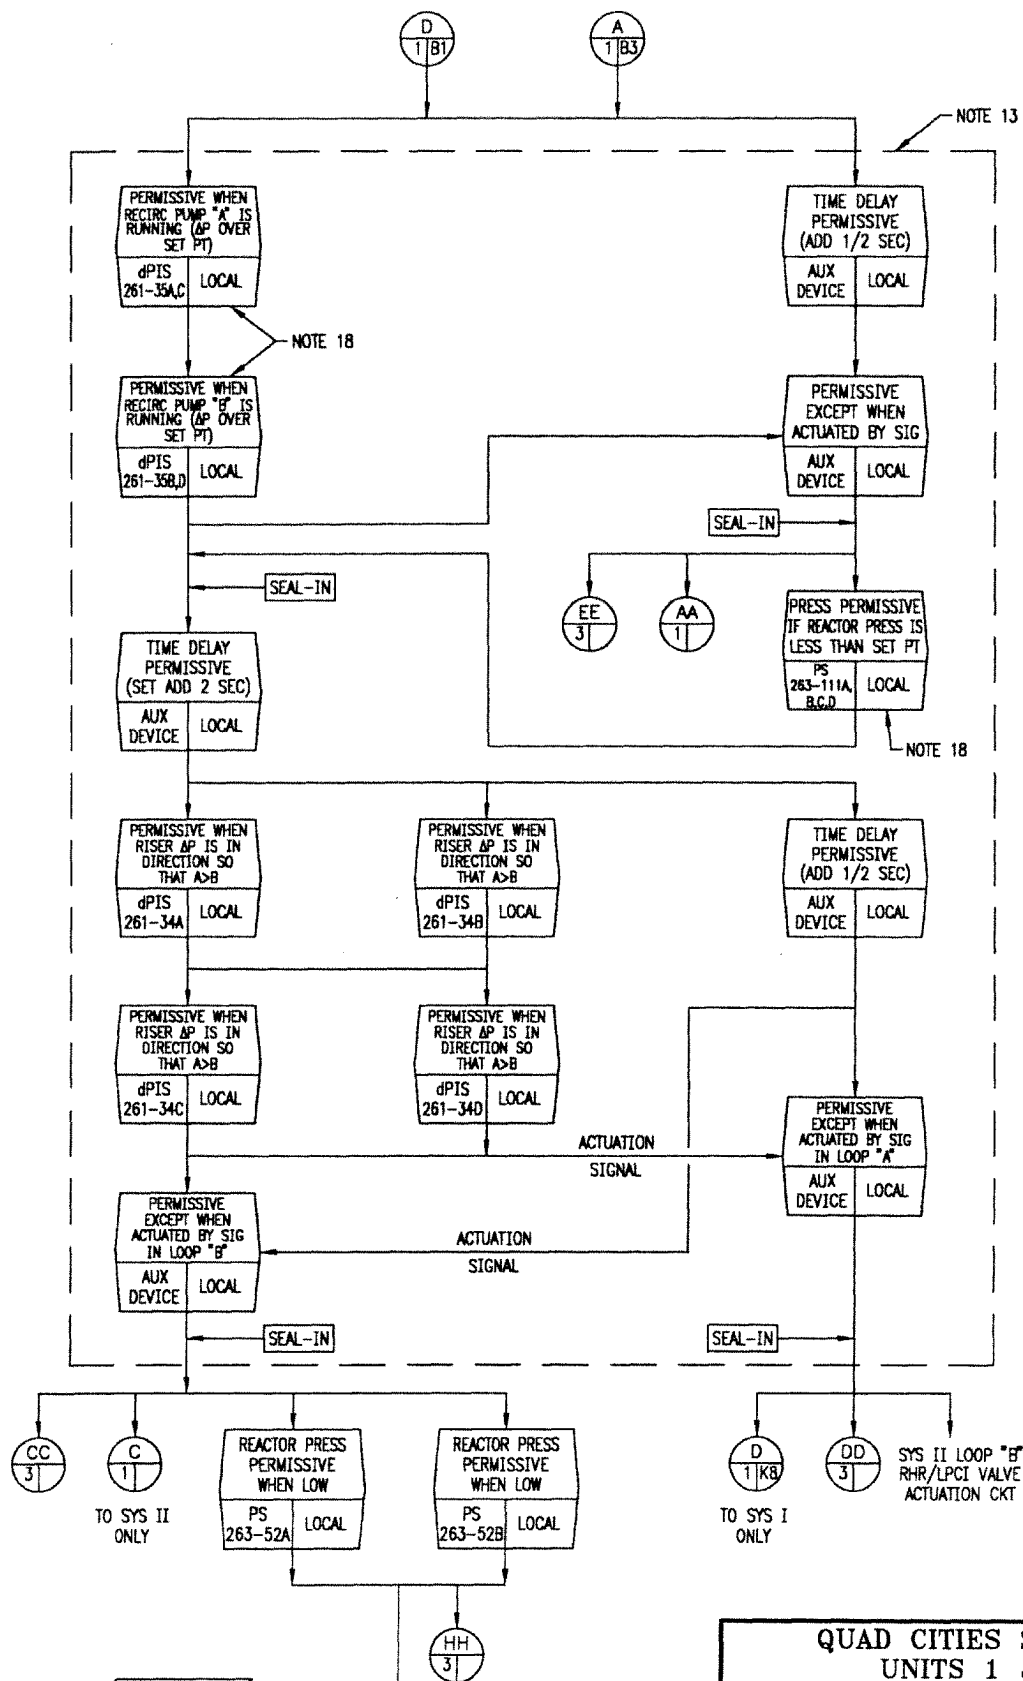 D
1 B1
A
1 B3
NOTE 13
PERMISSIVE WHEN
RECIRC PUMP "A" IS
RUNNING (ΔP OVER
SET PT)
dPIS
261-35A,C
LOCAL
TIME DELAY
PERMISSIVE
(ADD 1/2 SEC)
AUX
DEVICE
LOCAL
NOTE 18
PERMISSIVE WHEN
RECIRC PUMP "B" IS
RUNNING (ΔP OVER
SET PT)
dPIS
261-35B,D
LOCAL
PERMISSIVE
EXCEPT WHEN
ACTUATED BY SIG
AUX
DEVICE
LOCAL
SEAL-IN
SEAL-IN
EE
3
AA
1
PRESS PERMISSIVE
IF REACTOR PRESS IS
LESS THAN SET PT
PS
263-111A,
B,C,D
LOCAL
NOTE 18
TIME DELAY
PERMISSIVE
(SET ADD 2 SEC)
AUX
DEVICE
LOCAL
PERMISSIVE WHEN
RISER ΔP IS IN
DIRECTION SO
THAT A>B
dPIS
261-34A
LOCAL
PERMISSIVE WHEN
RISER ΔP IS IN
DIRECTION SO
THAT A>B
dPIS
261-34B
LOCAL
TIME DELAY
PERMISSIVE
(ADD 1/2 SEC)
AUX
DEVICE
LOCAL
PERMISSIVE WHEN
RISER ΔP IS IN
DIRECTION SO
THAT A>B
dPIS
261-34C
LOCAL
PERMISSIVE WHEN
RISER ΔP IS IN
DIRECTION SO
THAT A>B
dPIS
261-34D
LOCAL
ACTUATION
SIGNAL
PERMISSIVE
EXCEPT WHEN
ACTUATED BY SIG
IN LOOP "A"
AUX
DEVICE
LOCAL
PERMISSIVE
EXCEPT WHEN
ACTUATED BY SIG
IN LOOP "B"
AUX
DEVICE
LOCAL
ACTUATION
SIGNAL
SEAL-IN
SEAL-IN
CC
3
C
1
TO SYS II
ONLY
REACTOR PRESS
PERMISSIVE
WHEN LOW
PS
263-52A
LOCAL
REACTOR PRESS
PERMISSIVE
WHEN LOW
PS
263-52B
LOCAL
D
1 K8
TO SYS I
ONLY
DD
3
SYS II LOOP "B"
RHR/LPCI VALVE
ACTUATION CKT
HH
3
QUAD CITIES
UNITS 1